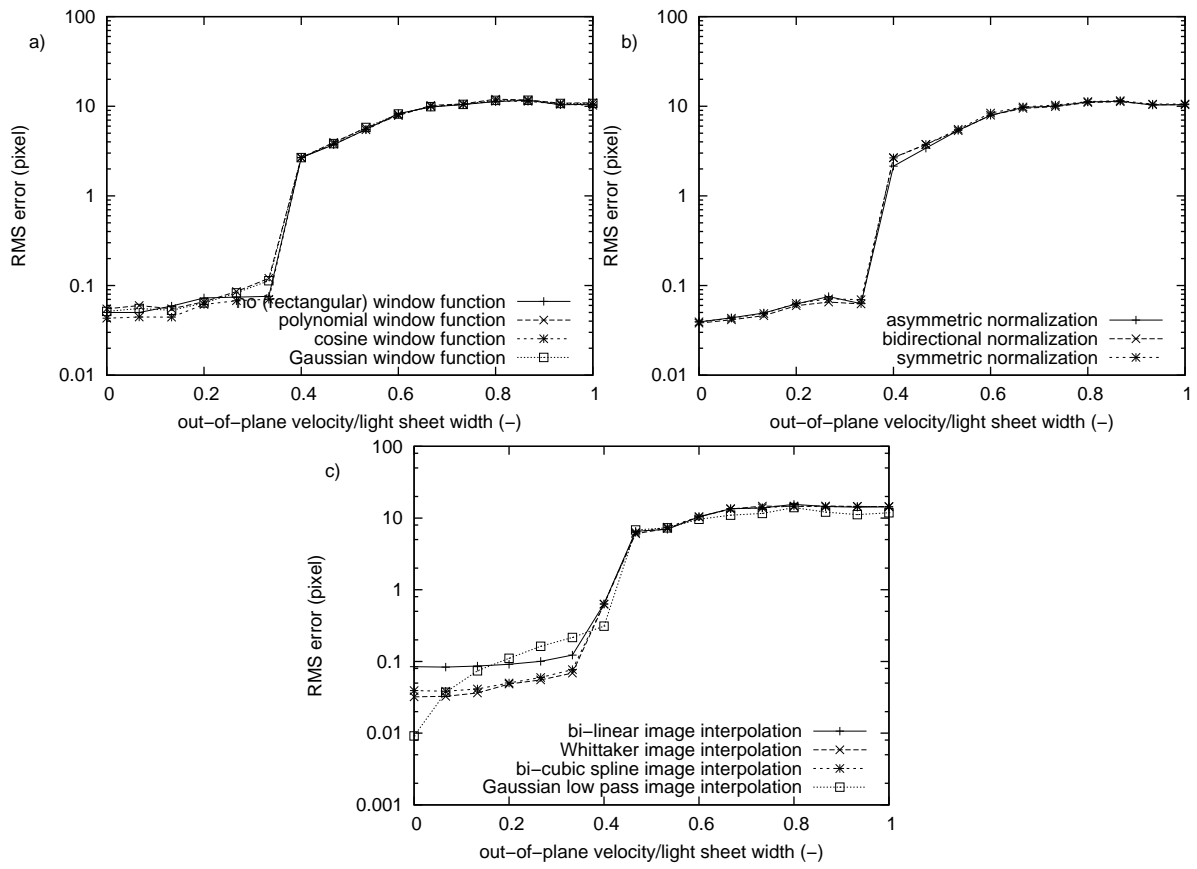 a)
100
10
1
0.1
0.01
RMS error (pixel)
no (rectangular) window function
polynomial window function
cosine window function
Gaussian window function
0 0.2 0.4 0.6 0.8 1
out−of−plane velocity/light sheet width (−)
b)
100
10
1
0.1
0.01
RMS error (pixel)
asymmetric normalization
bidirectional normalization
symmetric normalization
0 0.2 0.4 0.6 0.8 1
out−of−plane velocity/light sheet width (−)
c)
100
10
1
0.1
0.01
0.001
RMS error (pixel)
bi−linear image interpolation
Whittaker image interpolation
bi−cubic spline image interpolation
Gaussian low pass image interpolation
0 0.2 0.4 0.6 0.8 1
out−of−plane velocity/light sheet width (−)